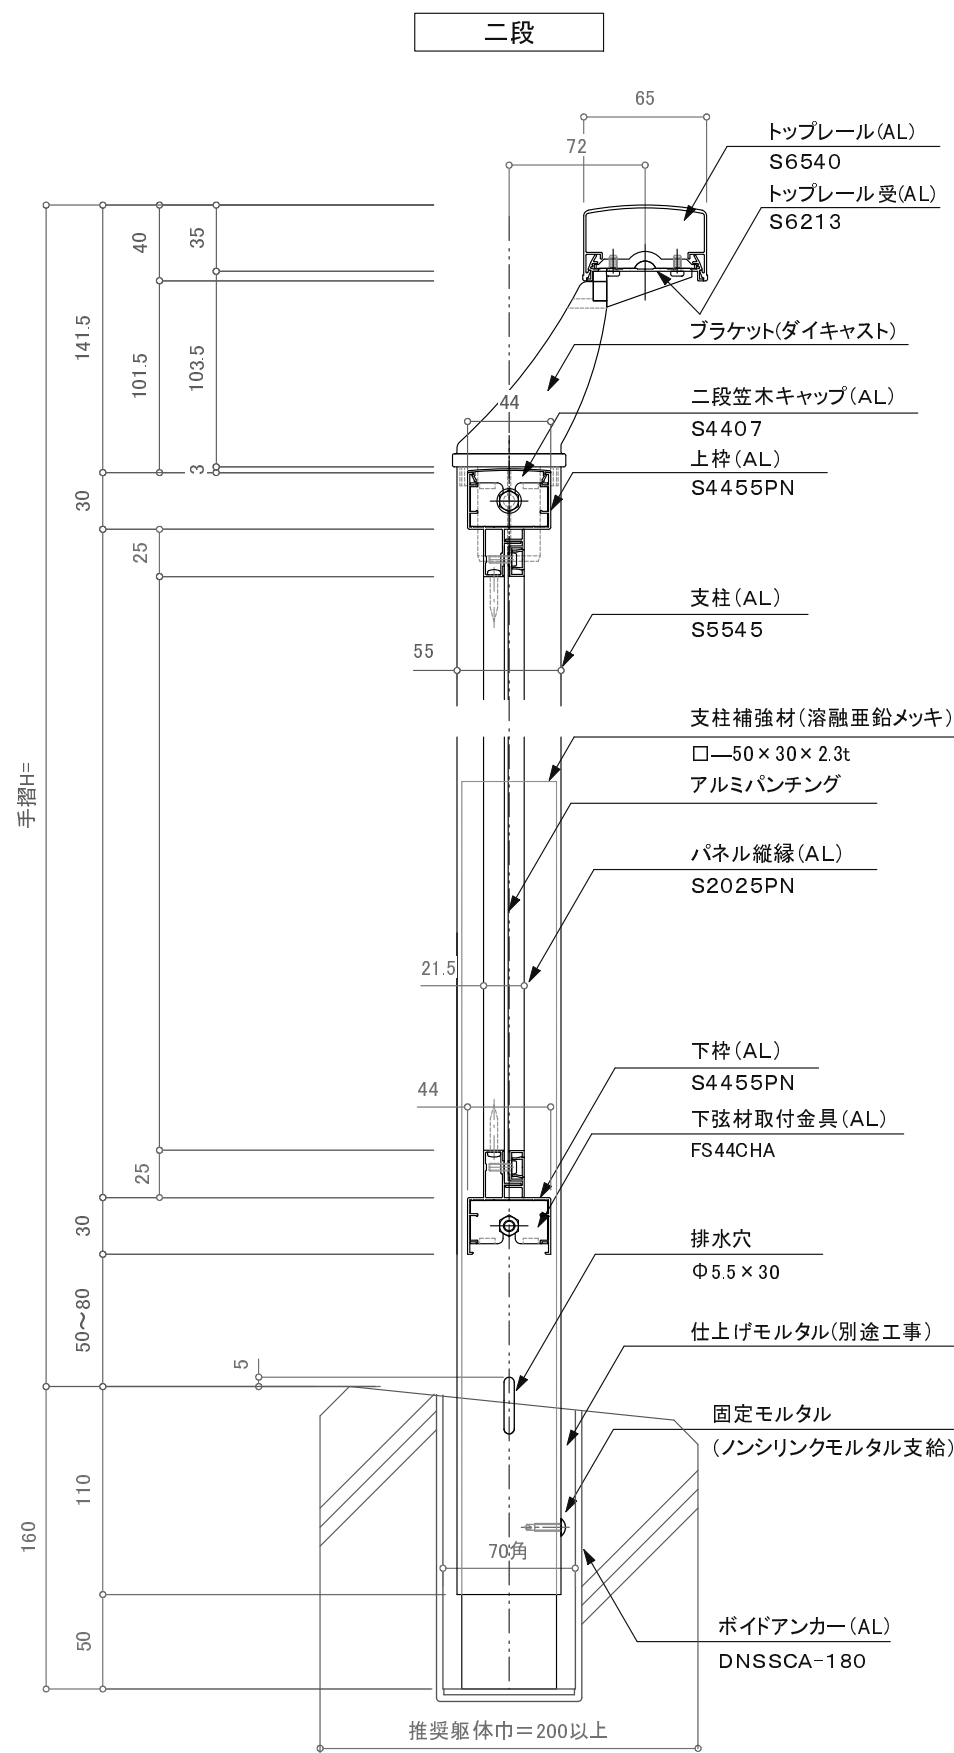 二段
65
72
トップレール(AL)
S6540
トップレール受(AL)
S6213
40
35
141.5
101.5
103.5
ブラケット(ダイキャスト)
44
二段笠木キャップ(AL)
S4407
3
上枠(AL)
S4455PN
30
25
支柱(AL)
S5545
55
支柱補強材(溶融亜鉛メッキ)
□—50×30×2.3t
アルミパンチング
手摺H=
パネル縦縁(AL)
S2025PN
21.5
下枠(AL)
S4455PN
44
下弦材取付金具(AL)
FS44CHA
25
30
排水穴
Φ5.5×30
50～80
仕上げモルタル(別途工事)
5
固定モルタル
(ノンシリンクモルタル支給)
110
160
70角
50
ボイドアンカー(AL)
DNSSCA-180
推奨躯体巾＝200以上